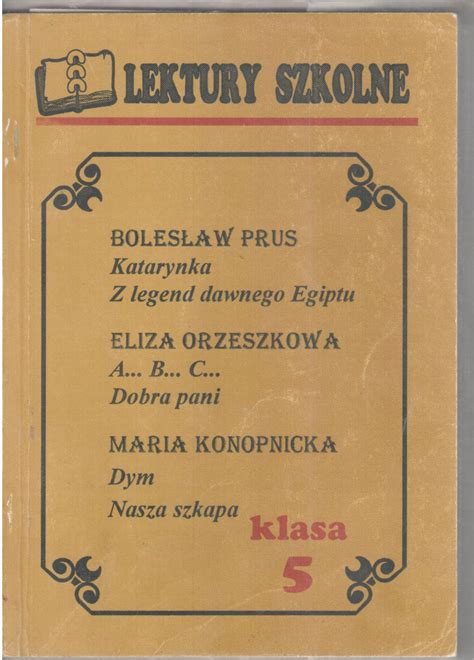 LEKTURY SZKOLNE
BOLESŁAW PRUS
Katarynka
Z legend dawnego Egiptu
ELIZA ORZESZKOWA
A... B... C...
Dobra pani
MARIA KONOPNICKA
Dym
Nasza szkapa
klasa
5